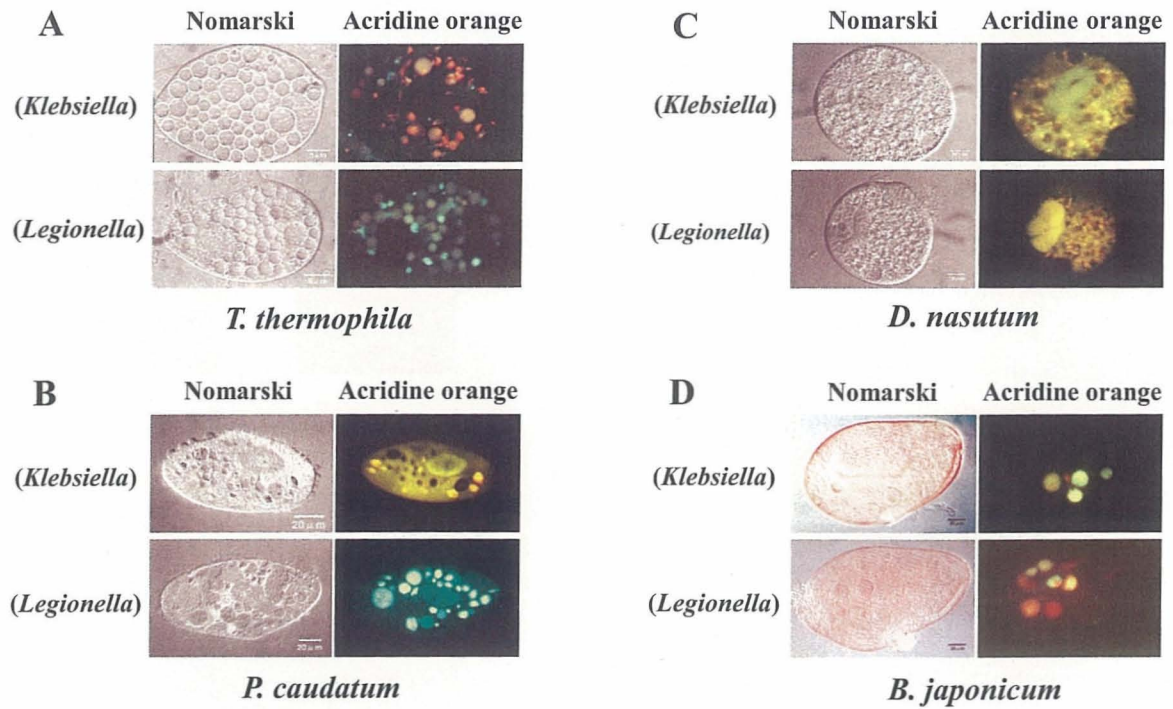 A
Nomarski Acridine orange
(Klebsiella)
(Legionella)
T. thermophila
B
Nomarski Acridine orange
(Klebsiella)
20 μm
(Legionella)
20 μm
P. caudatum
C
Nomarski Acridine orange
(Klebsiella)
(Legionella)
D. nasutum
D
Nomarski Acridine orange
(Klebsiella)
(Legionella)
B. japonicum